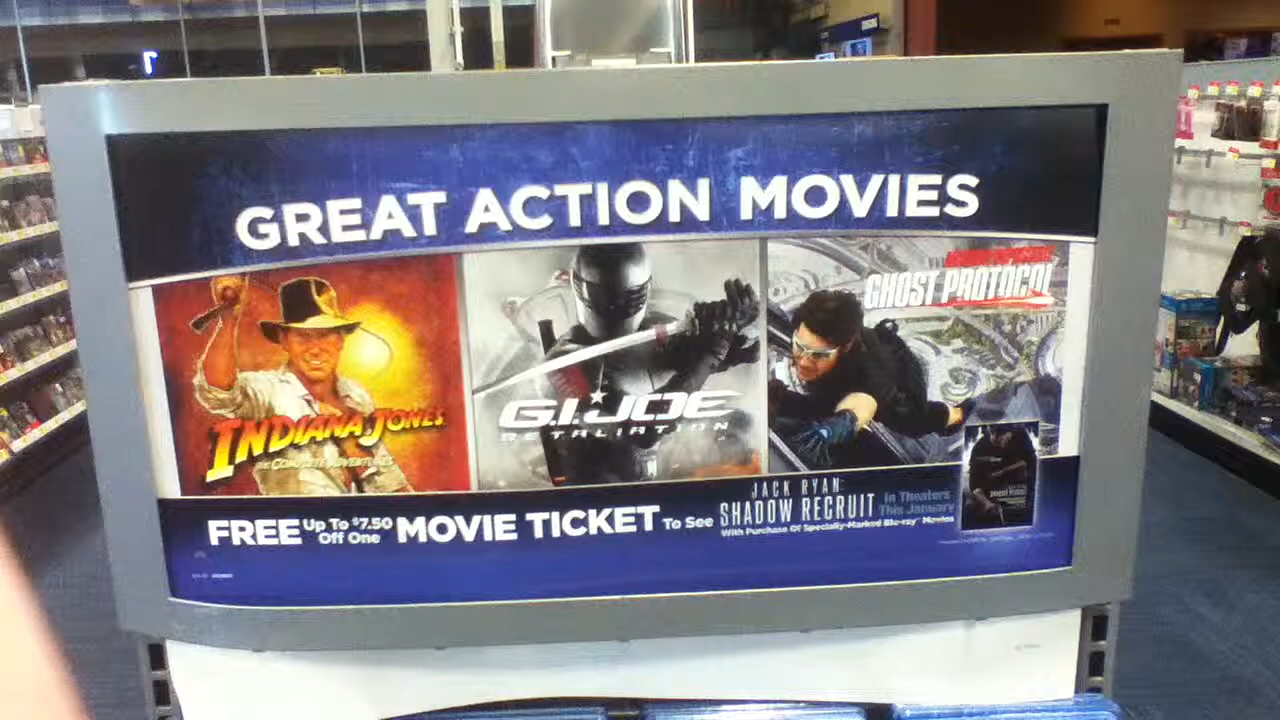 GREAT ACTION MOVIES
INDIANA JONES
THE COMPLETE ADVENTURES
G.I. JOE
RETALIATION
GHOST PROTOCOL
FREE Up To $7.50 Off One MOVIE TICKET To See JACK RYAN: SHADOW RECRUIT In Theaters This January
With Purchase Of Specially-Marked Blu-ray™ Movies